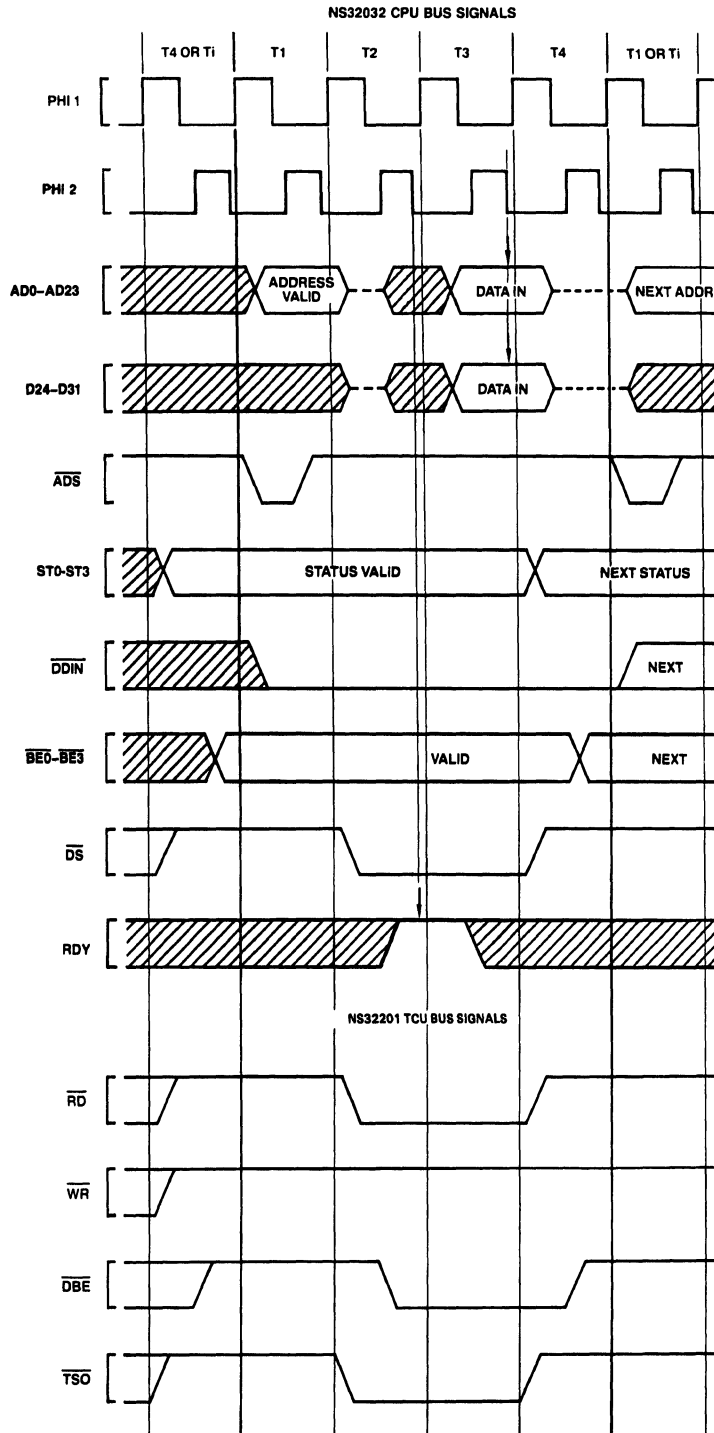 NS32032 CPU BUS SIGNALS
T4 OR Ti T1 T2 T3 T4 T1 OR Ti
PHI 1
PHI 2
AD0–AD23 ADDRESS VALID DATA IN NEXT ADDR
D24–D31 DATA IN
ADS
ST0-ST3 STATUS VALID NEXT STATUS
DDIN NEXT
BE0–BE3 VALID NEXT
DS
RDY
NS32201 TCU BUS SIGNALS
RD
WR
DBE
TSO